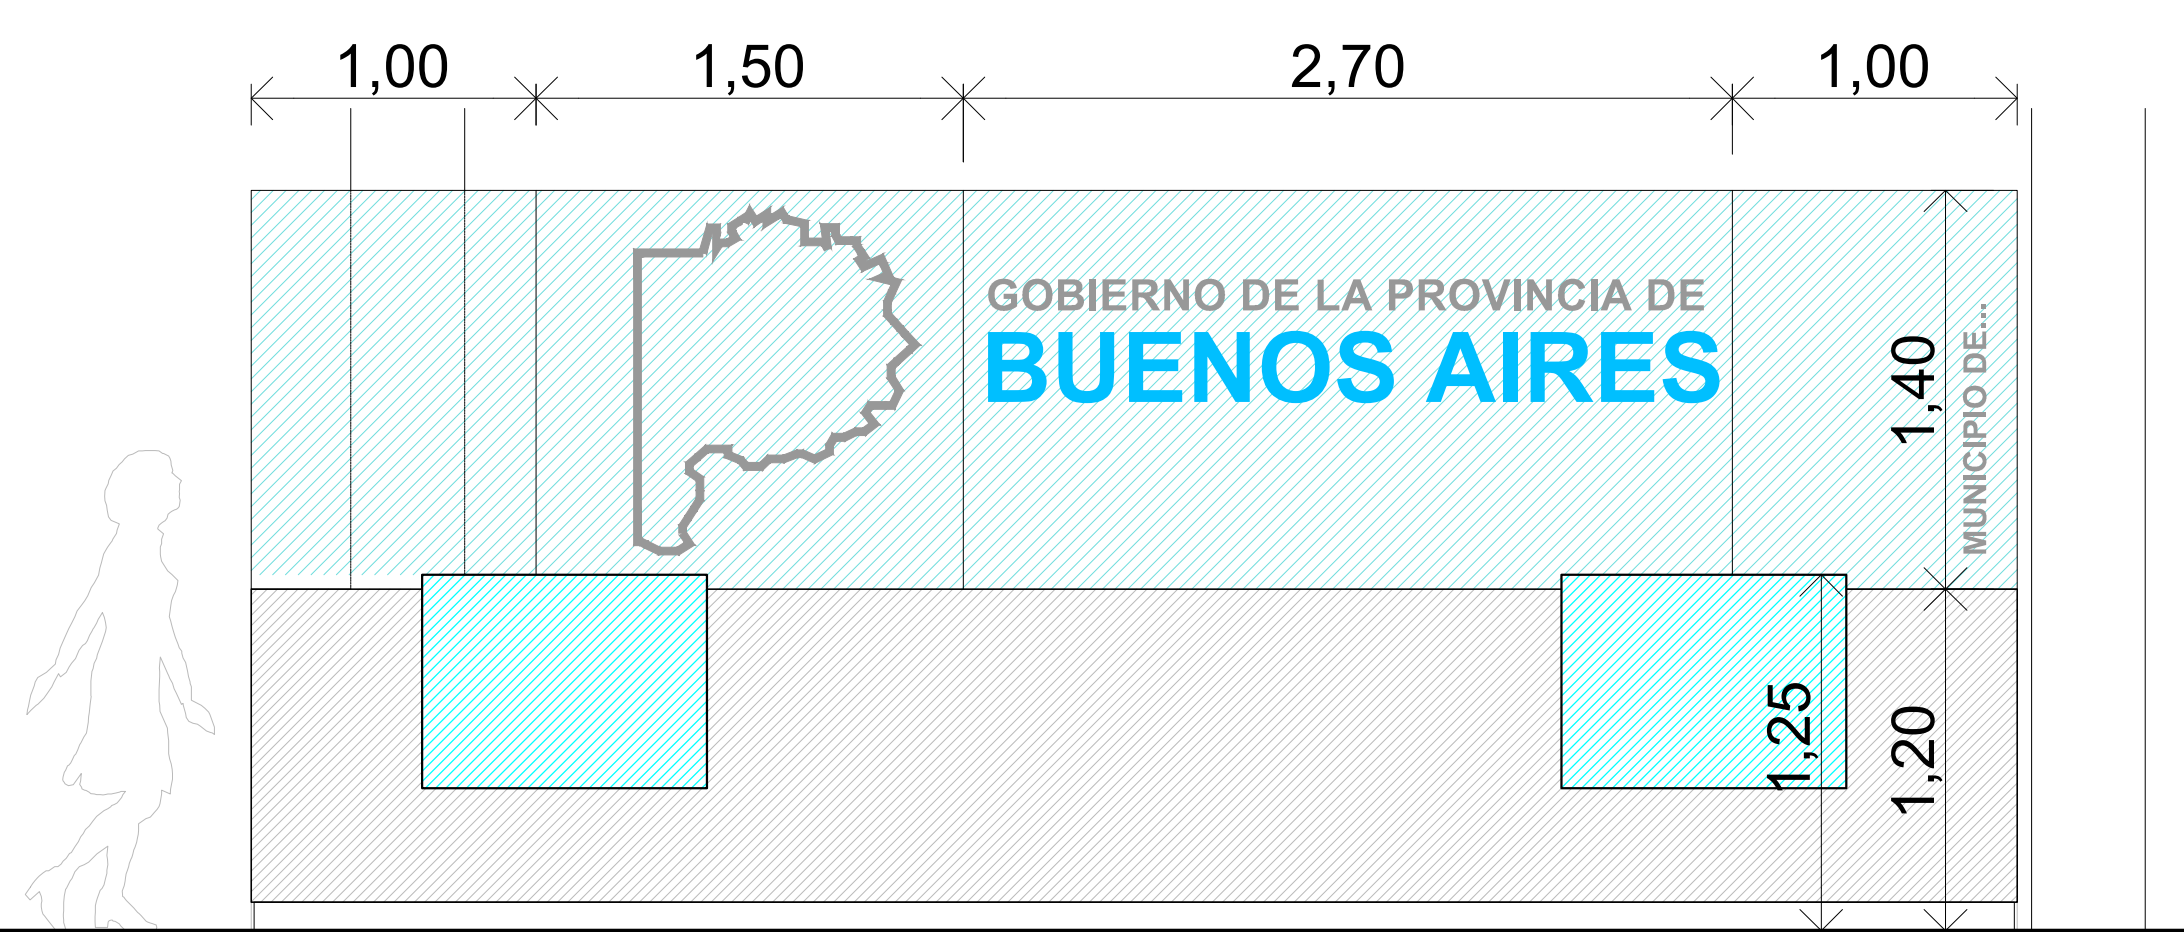 1,00
1,50
2,70
1,00
GOBIERNO DE LA PROVINCIA DE
BUENOS AIRES
1,40
MUNICIPIO DE...
1,25
1,20